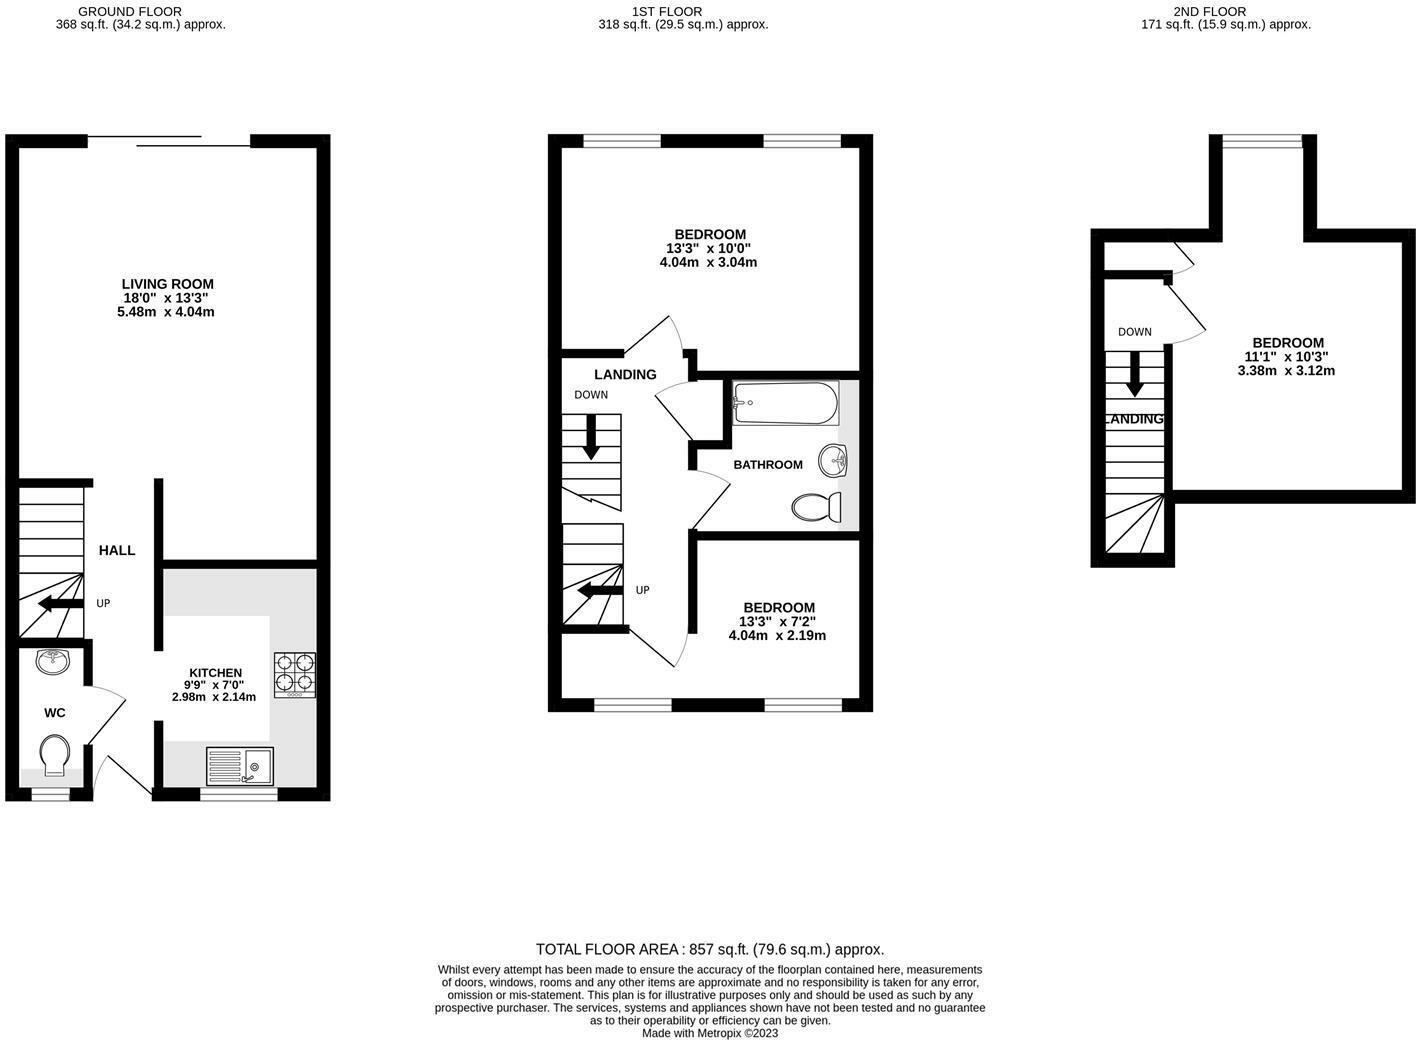 GROUND FLOOR
368 sq.ft. (34.2 sq.m.) approx.
1ST FLOOR
318 sq.ft. (29.5 sq.m.) approx.
2ND FLOOR
171 sq.ft. (15.9 sq.m.) approx.
LIVING ROOM
18'0" x 13'3"
5.48m x 4.04m
HALL
UP
KITCHEN
9'9" x 7'0"
2.98m x 2.14m
WC
BEDROOM
13'3" x 10'0"
4.04m x 3.04m
LANDING
DOWN
BATHROOM
UP
BEDROOM
13'3" x 7'2"
4.04m x 2.19m
DOWN
LANDING
BEDROOM
11'1" x 10'3"
3.38m x 3.12m
TOTAL FLOOR AREA : 857 sq.ft. (79.6 sq.m.) approx.
Whilst every attempt has been made to ensure the accuracy of the floorplan contained here, measurements
of doors, windows, rooms and any other items are approximate and no responsibility is taken for any error,
omission or mis-statement. This plan is for illustrative purposes only and should be used as such by any
prospective purchaser. The services, systems and appliances shown have not been tested and no guarantee
as to their operability or efficiency can be given.
Made with Metropix ©2023